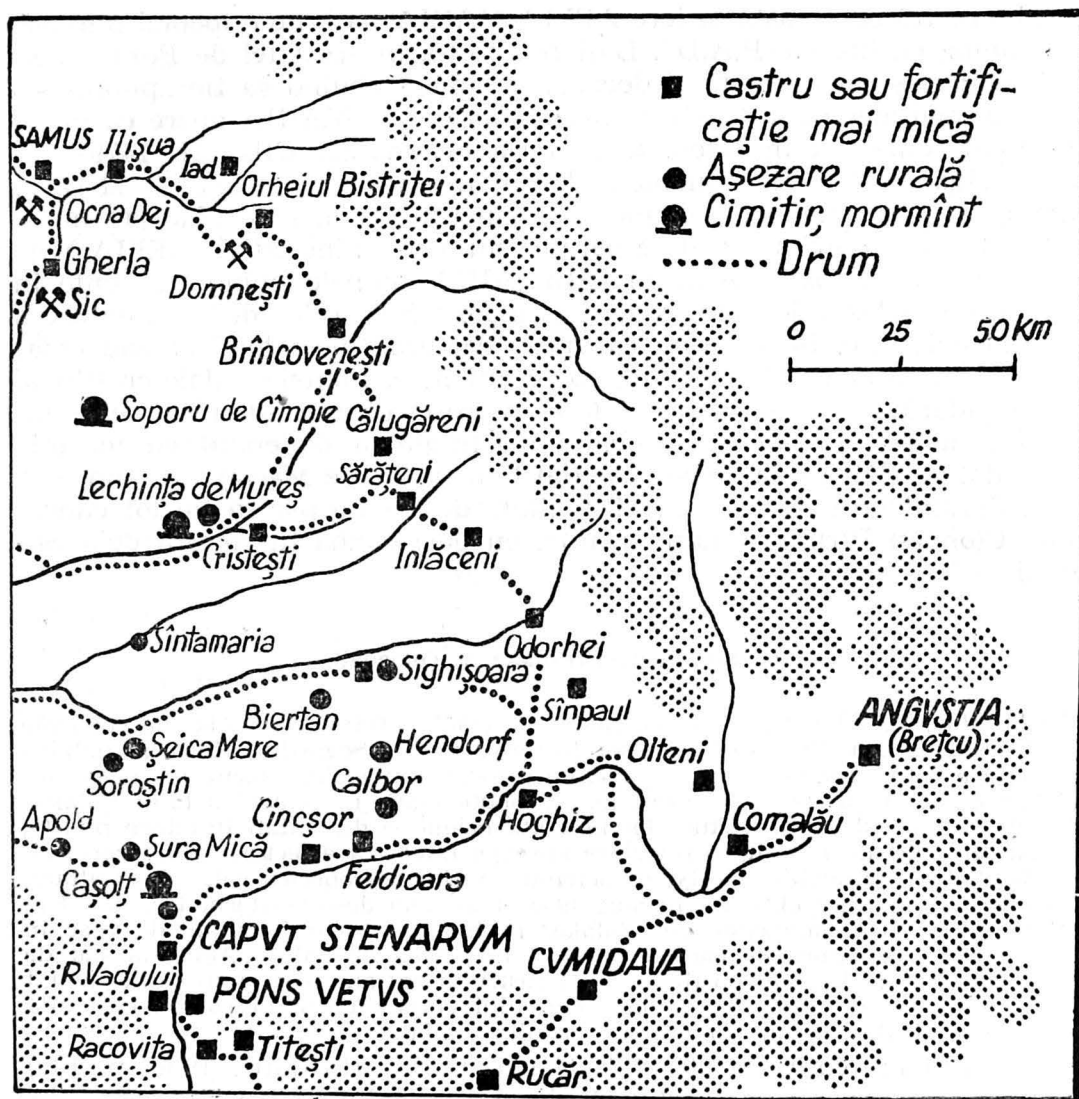 Castru sau fortifi-
cație mai mică
Așezare rurală
Cimitir, mormînt
Drum
0 25 50 km
SAMUS
Ilișua
Iad
Orheiul Bistriței
Ocna Dej
Gherla
Sic
Domnești
Brîncovenești
Soporu de Cîmpie
Călugăreni
Sărățeni
Lechința de Mureș
Cristești
Inlăceni
Odorhei
Sîntamaria
Sighișoara
Biertan
Sînpaul
ANGVSTIA
(Brețcu)
Șeica Mare
Hendorf
Olteni
Soroștin
Calbor
Apold
Cincșor
Hoghiz
Comalău
Sura Mică
Cașolț
Feldioara
CAPVT STENARVM
R.Vadului
PONS VETVS
CVMIDAVA
Racovița
Titești
Rucăr